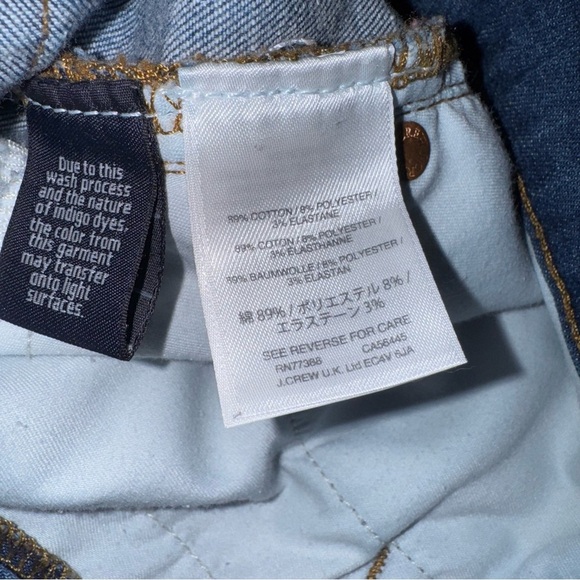 Due to this
wash process
and the nature
of indigo dyes,
the color from
this garment
may transfer
onto light
surfaces.
89% COTTON / 8% POLYESTER /
3% ELASTANE
89% COTON / 8% POLYESTER /
3% ELASTHANNE
89% BAUMWOLLE / 8% POLYESTER /
3% ELASTAN
綿 89% / ポリエステル 8% /
エラステーン 3%
SEE REVERSE FOR CARE
RN77388 CA56445
J.CREW U.K. Ltd EC4V 6JA